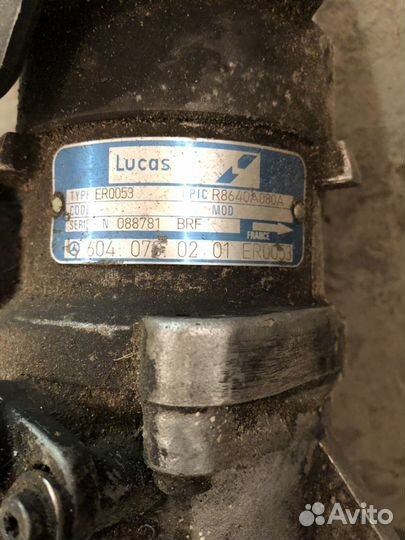 Lucas
TYPE ER0053 PIC R8640A080A
CODE MOD
SERIE N 088781 BRF
604 07 02 01 ER0053
FRANCE
Avito